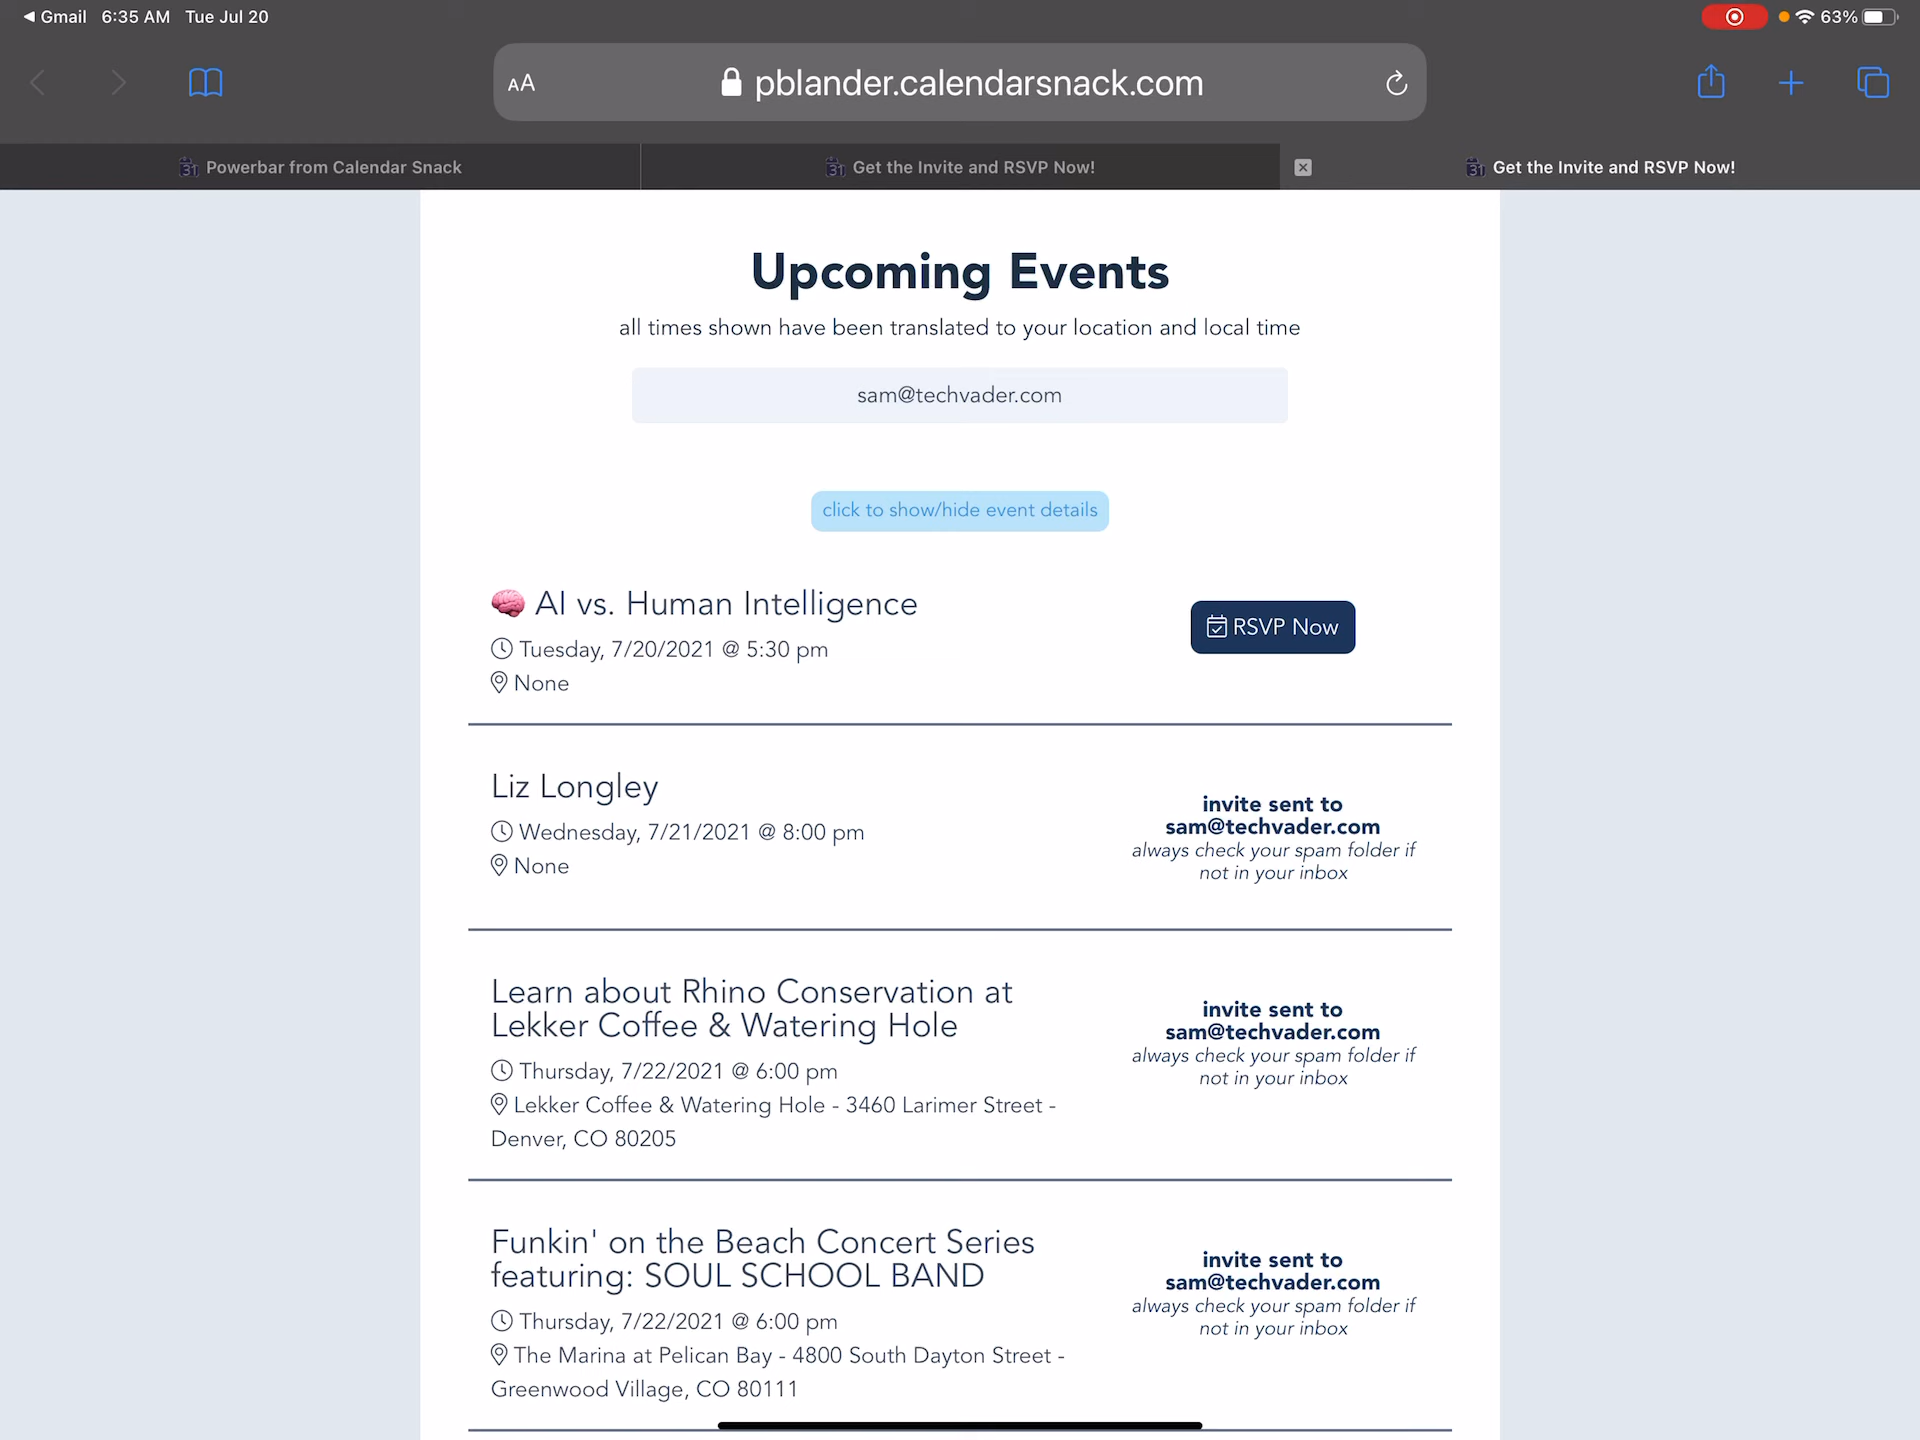 ◀ Gmail 6:35 AM Tue Jul 20
63%
AA
pblander.calendarsnack.com
31 Powerbar from Calendar Snack
31 Get the Invite and RSVP Now!
31 Get the Invite and RSVP Now!
Upcoming Events
all times shown have been translated to your location and local time
sam@techvader.com
click to show/hide event details
AI vs. Human Intelligence
Tuesday, 7/20/2021 @ 5:30 pm
None
RSVP Now
Liz Longley
Wednesday, 7/21/2021 @ 8:00 pm
None
invite sent to
sam@techvader.com
always check your spam folder if
not in your inbox
Learn about Rhino Conservation at
Lekker Coffee & Watering Hole
Thursday, 7/22/2021 @ 6:00 pm
Lekker Coffee & Watering Hole - 3460 Larimer Street -
Denver, CO 80205
invite sent to
sam@techvader.com
always check your spam folder if
not in your inbox
Funkin' on the Beach Concert Series
featuring: SOUL SCHOOL BAND
Thursday, 7/22/2021 @ 6:00 pm
The Marina at Pelican Bay - 4800 South Dayton Street -
Greenwood Village, CO 80111
invite sent to
sam@techvader.com
always check your spam folder if
not in your inbox